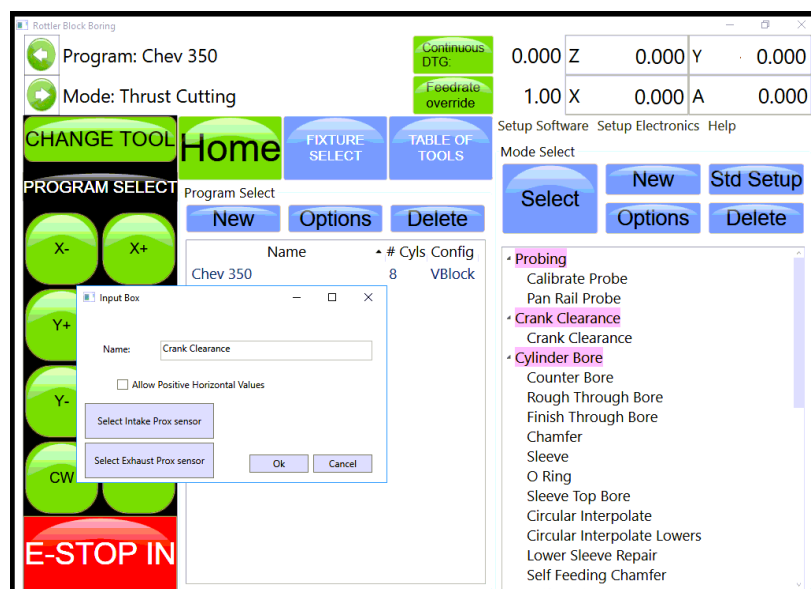 Rottler Block Boring
Program: Chev 350
Continuous DTG:
0.000 Z 0.000 Y 0.000
Mode: Thrust Cutting
Feedrate override
1.00 X 0.000 A 0.000
CHANGE TOOL
Home
FIXTURE SELECT
TABLE OF TOOLS
Setup Software Setup Electronics Help
Mode Select
Select
New
Std Setup
Options
Delete
PROGRAM SELECT
Program Select
New Options Delete
Name # Cyls Config
Chev 350 8 VBlock
X- X+
Y+
Y-
CW
E-STOP IN
Input Box
Name: Crank Clearance
Allow Positive Horizontal Values
Select Intake Prox sensor
Select Exhaust Prox sensor
Ok Cancel
Probing
Calibrate Probe
Pan Rail Probe
Crank Clearance
Crank Clearance
Cylinder Bore
Counter Bore
Rough Through Bore
Finish Through Bore
Chamfer
Sleeve
O Ring
Sleeve Top Bore
Circular Interpolate
Circular Interpolate Lowers
Lower Sleeve Repair
Self Feeding Chamfer